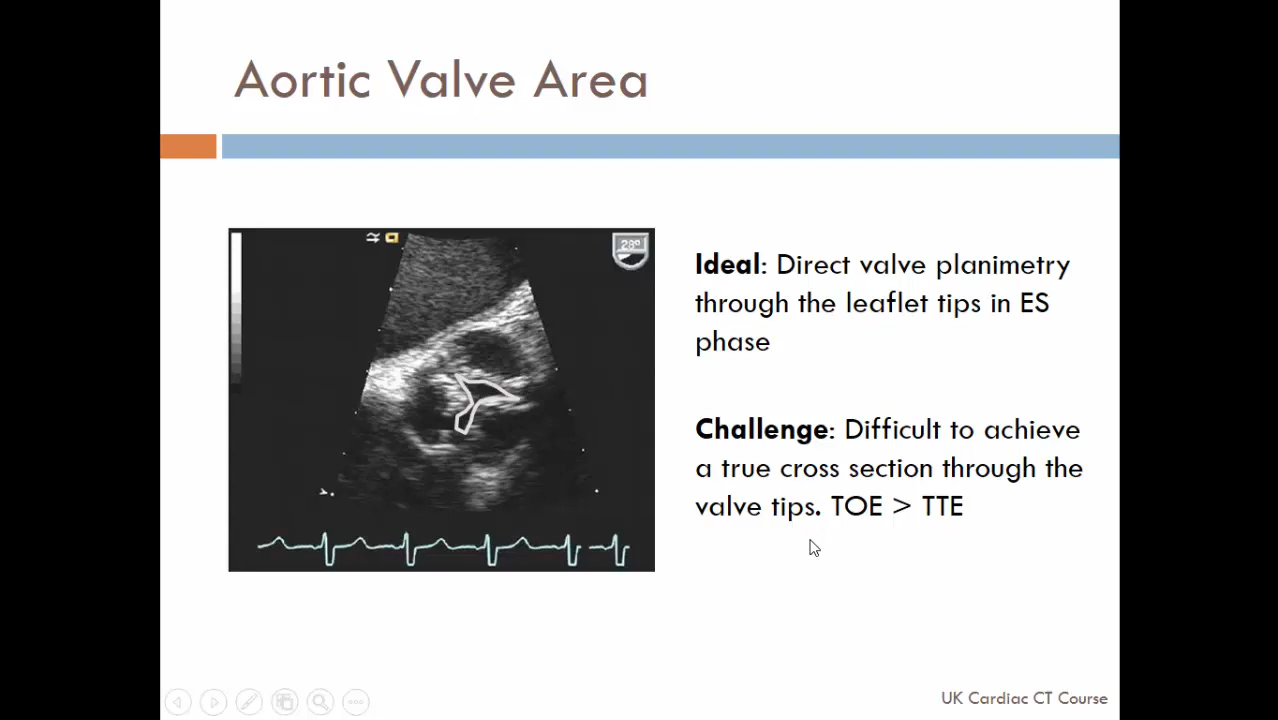 Aortic Valve Area
28°
Ideal: Direct valve planimetry
through the leaflet tips in ES
phase
Challenge: Difficult to achieve
a true cross section through the
valve tips. TOE > TTE
UK Cardiac CT Course